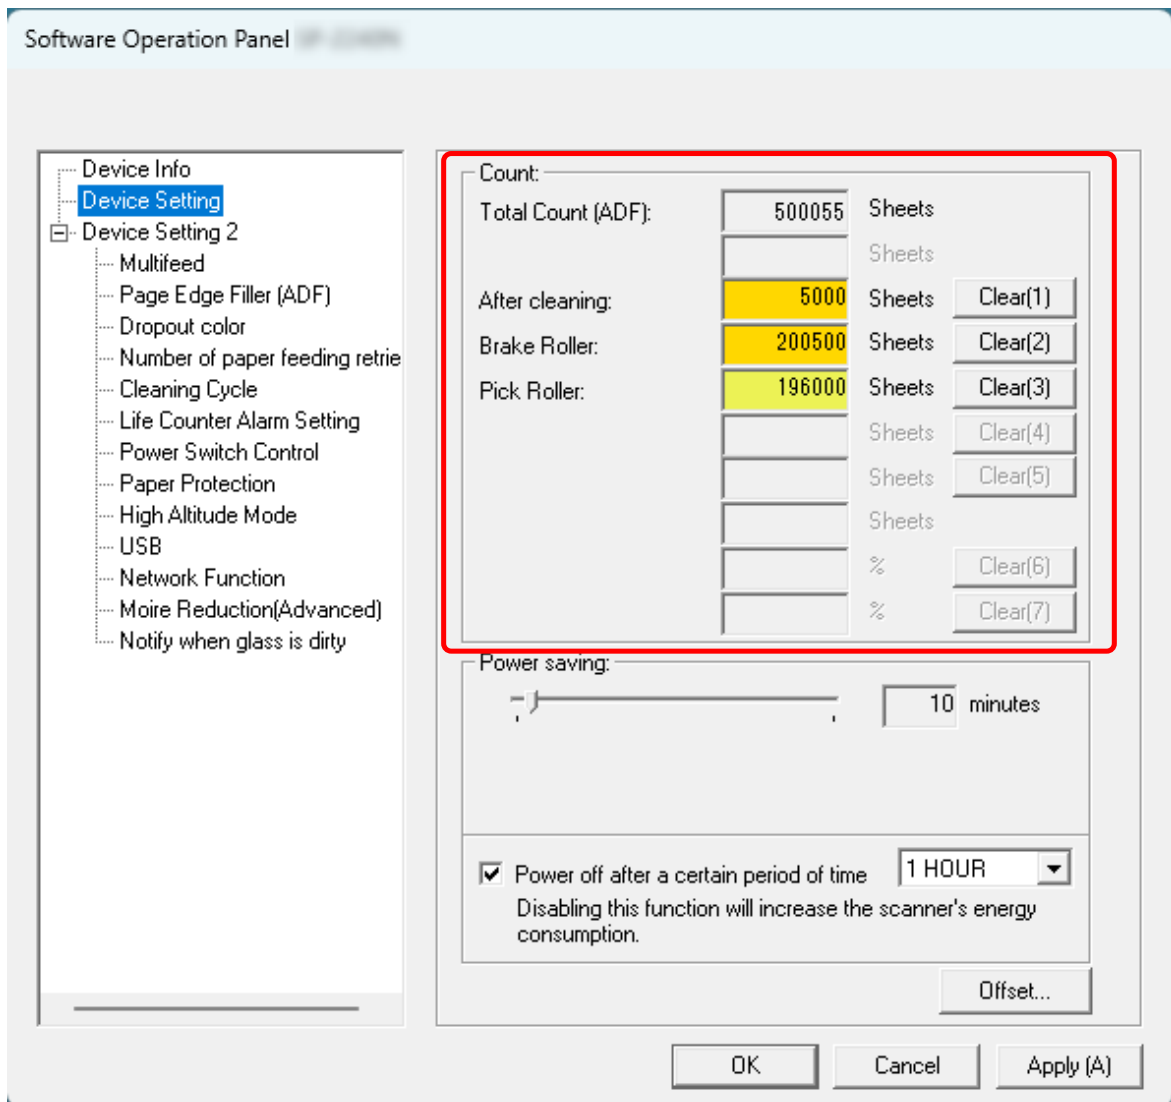 Software Operation Panel
Device Info
Device Setting
Device Setting 2
Multifeed
Page Edge Filler (ADF)
Dropout color
Number of paper feeding retrie
Cleaning Cycle
Life Counter Alarm Setting
Power Switch Control
Paper Protection
High Altitude Mode
USB
Network Function
Moire Reduction(Advanced)
Notify when glass is dirty
Count:
Total Count (ADF): 500055 Sheets
Sheets
After cleaning: 5000 Sheets Clear(1)
Brake Roller: 200500 Sheets Clear(2)
Pick Roller: 196000 Sheets Clear(3)
Sheets Clear(4)
Sheets Clear(5)
Sheets
% Clear(6)
% Clear(7)
Power saving:
10 minutes
Power off after a certain period of time 1 HOUR
Disabling this function will increase the scanner's energy
consumption.
Offset...
OK Cancel Apply (A)